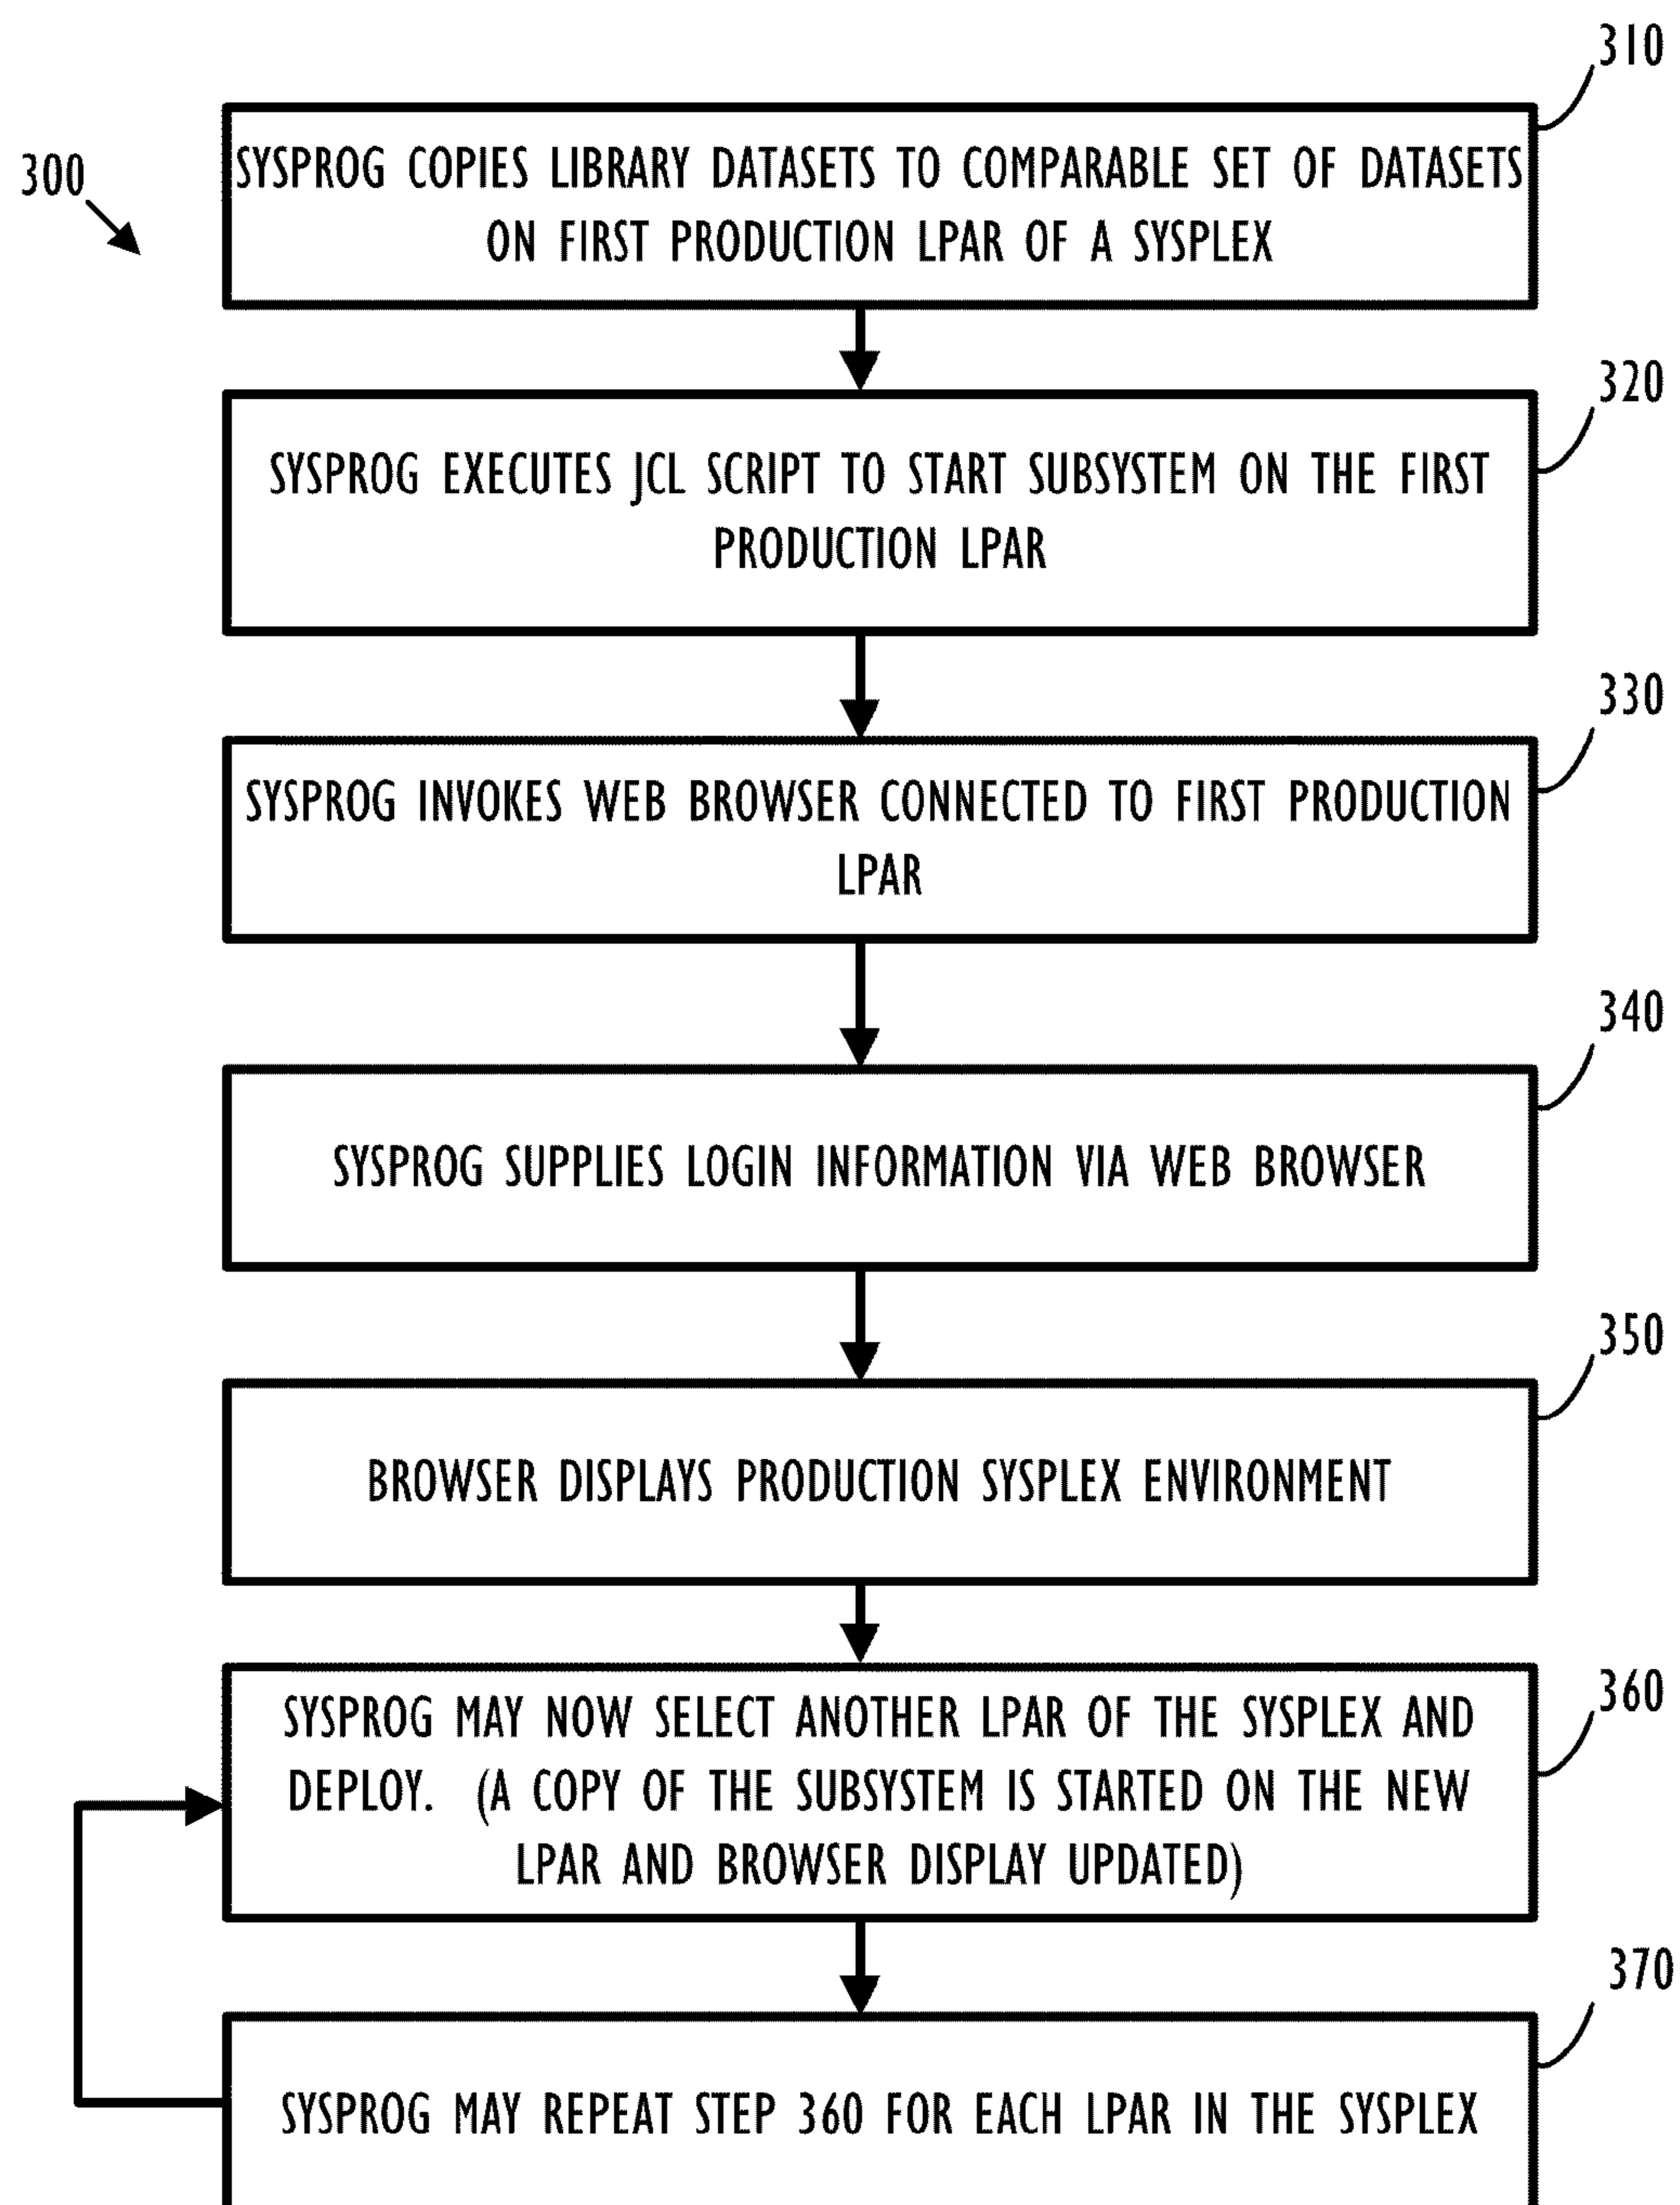 310
300
SYSPROG COPIES LIBRARY DATASETS TO COMPARABLE SET OF DATASETS
ON FIRST PRODUCTION LPAR OF A SYSPLEX
320
SYSPROG EXECUTES JCL SCRIPT TO START SUBSYSTEM ON THE FIRST
PRODUCTION LPAR
330
SYSPROG INVOKES WEB BROWSER CONNECTED TO FIRST PRODUCTION
LPAR
340
SYSPROG SUPPLIES LOGIN INFORMATION VIA WEB BROWSER
350
BROWSER DISPLAYS PRODUCTION SYSPLEX ENVIRONMENT
360
SYSPROG MAY NOW SELECT ANOTHER LPAR OF THE SYSPLEX AND
DEPLOY. (A COPY OF THE SUBSYSTEM IS STARTED ON THE NEW
LPAR AND BROWSER DISPLAY UPDATED)
370
SYSPROG MAY REPEAT STEP 360 FOR EACH LPAR IN THE SYSPLEX